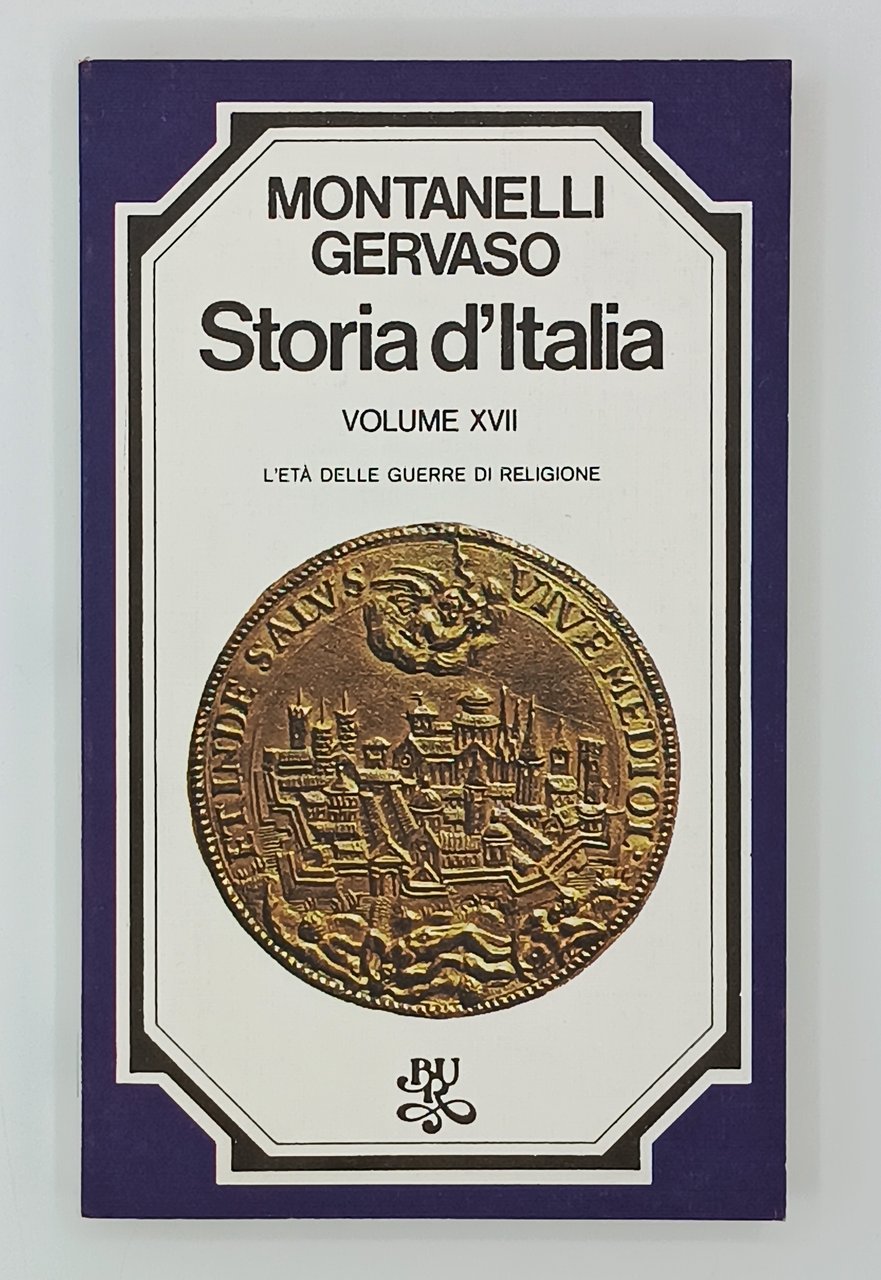 MONTANELLI
GERVASO
Storia d'Italia
VOLUME XVII
L'ETÀ DELLE GUERRE DI RELIGIONE
ET INDE SALVS VIVE MEDIOL·
BUR